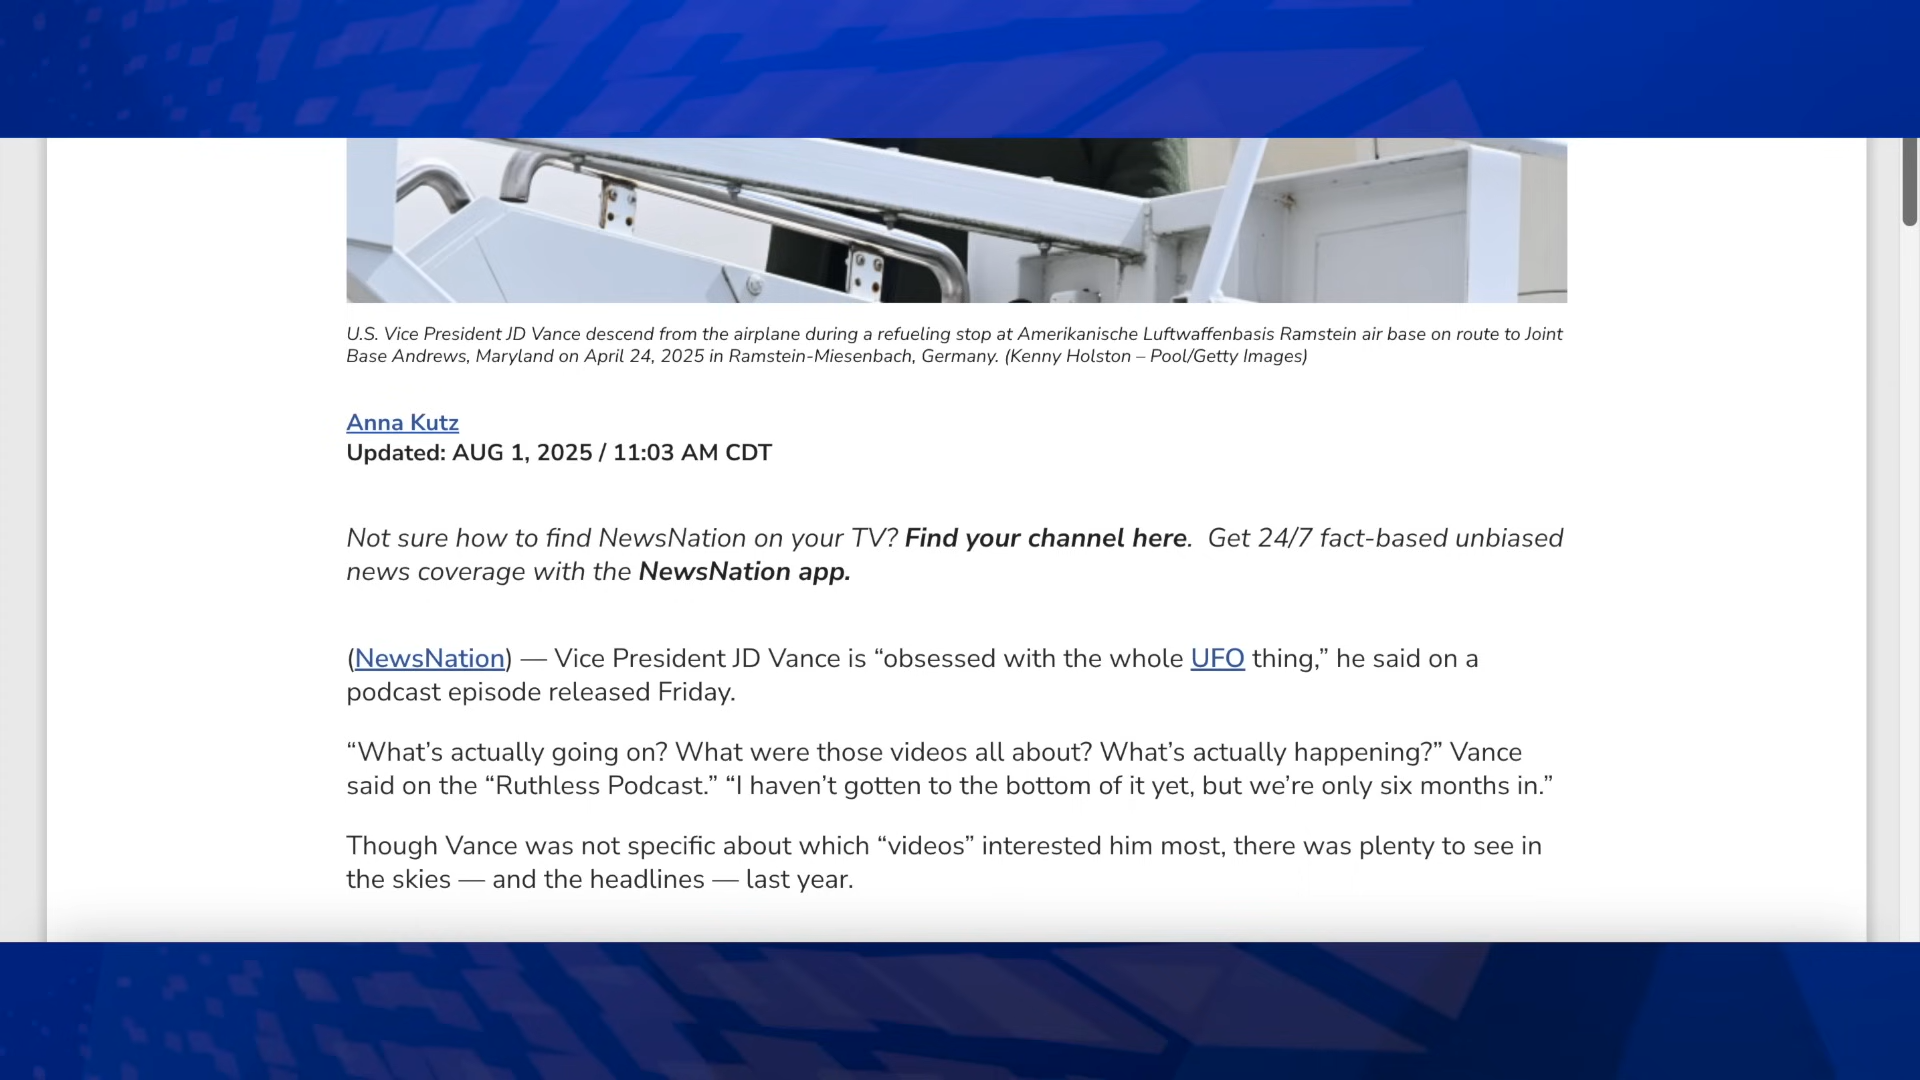 U.S. Vice President JD Vance descend from the airplane during a refueling stop at Amerikanische Luftwaffenbasis Ramstein air base on route to Joint
Base Andrews, Maryland on April 24, 2025 in Ramstein-Miesenbach, Germany. (Kenny Holston – Pool/Getty Images)
Anna Kutz
Updated: AUG 1, 2025 / 11:03 AM CDT
Not sure how to find NewsNation on your TV? Find your channel here. Get 24/7 fact-based unbiased
news coverage with the NewsNation app.
(NewsNation) — Vice President JD Vance is “obsessed with the whole UFO thing,” he said on a
podcast episode released Friday.
“What’s actually going on? What were those videos all about? What’s actually happening?” Vance
said on the “Ruthless Podcast.” “I haven’t gotten to the bottom of it yet, but we’re only six months in.”
Though Vance was not specific about which “videos” interested him most, there was plenty to see in
the skies — and the headlines — last year.